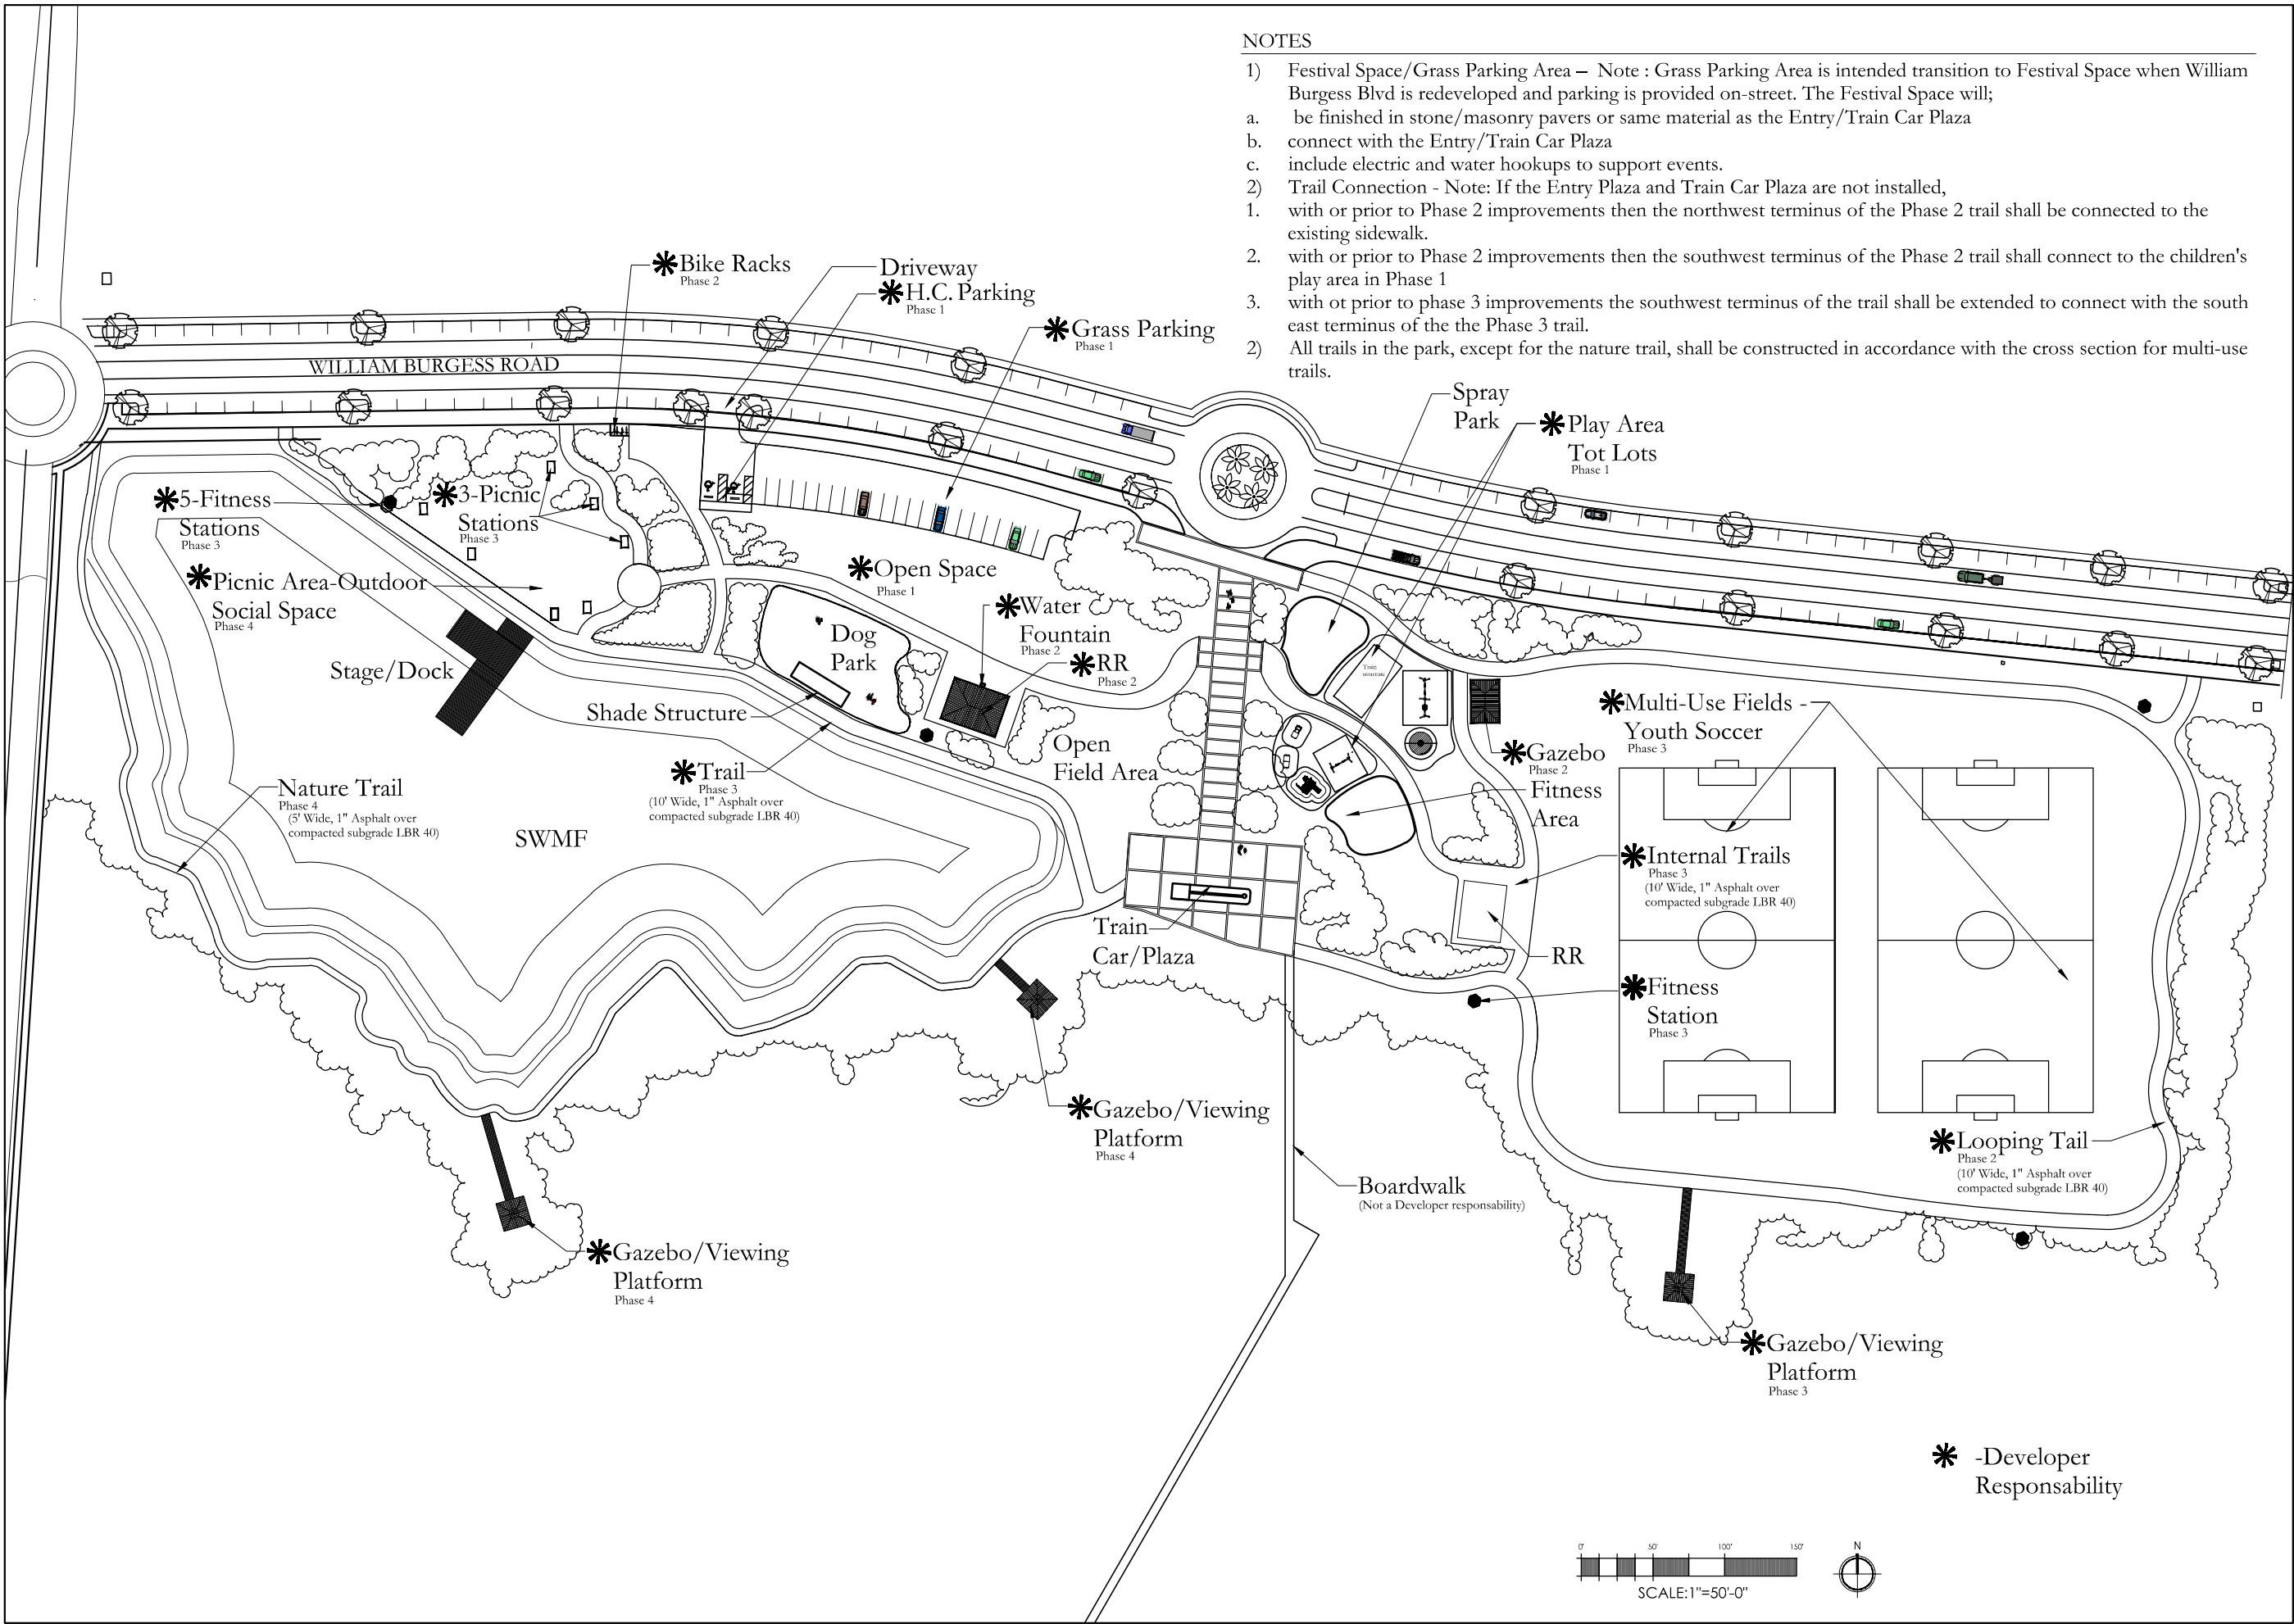 NOTES
1) Festival Space/Grass Parking Area – Note : Grass Parking Area is intended transition to Festival Space when William
Burgess Blvd is redeveloped and parking is provided on-street. The Festival Space will;
a. be finished in stone/masonry pavers or same material as the Entry/Train Car Plaza
b. connect with the Entry/Train Car Plaza
c. include electric and water hookups to support events.
2) Trail Connection - Note: If the Entry Plaza and Train Car Plaza are not installed,
1. with or prior to Phase 2 improvements then the northwest terminus of the Phase 2 trail shall be connected to the
existing sidewalk.
2. with or prior to Phase 2 improvements then the southwest terminus of the Phase 2 trail shall connect to the children's
play area in Phase 1
3. with ot prior to phase 3 improvements the southwest terminus of the trail shall be extended to connect with the south
east terminus of the the Phase 3 trail.
2) All trails in the park, except for the nature trail, shall be constructed in accordance with the cross section for multi-use
trails.
Bike Racks
Phase 2
Driveway
H.C. Parking
Phase 1
Grass Parking
Phase 1
WILLIAM BURGESS ROAD
Spray
Park
Play Area
Tot Lots
Phase 1
5-Fitness
Stations
Phase 3
3-Picnic
Stations
Phase 3
Picnic Area-Outdoor
Social Space
Phase 4
Open Space
Phase 1
Water
Fountain
Phase 2
RR
Phase 2
Dog
Park
Train
structure
Stage/Dock
Shade Structure
Open
Field Area
Trail
Phase 3
(10' Wide, 1" Asphalt over
compacted subgrade LBR 40)
Nature Trail
Phase 4
(5' Wide, 1" Asphalt over
compacted subgrade LBR 40)
SWMF
Multi-Use Fields -
Youth Soccer
Phase 3
Gazebo
Phase 2
Fitness
Area
Internal Trails
Phase 3
(10' Wide, 1" Asphalt over
compacted subgrade LBR 40)
Train
Car/Plaza
RR
Fitness
Station
Phase 3
Gazebo/Viewing
Platform
Phase 4
Looping Tail
Phase 2
(10' Wide, 1" Asphalt over
compacted subgrade LBR 40)
Boardwalk
(Not a Developer responsability)
Gazebo/Viewing
Platform
Phase 4
Gazebo/Viewing
Platform
Phase 3
-Developer
Responsability
0' 50' 100' 150'
SCALE:1"=50'-0"
N